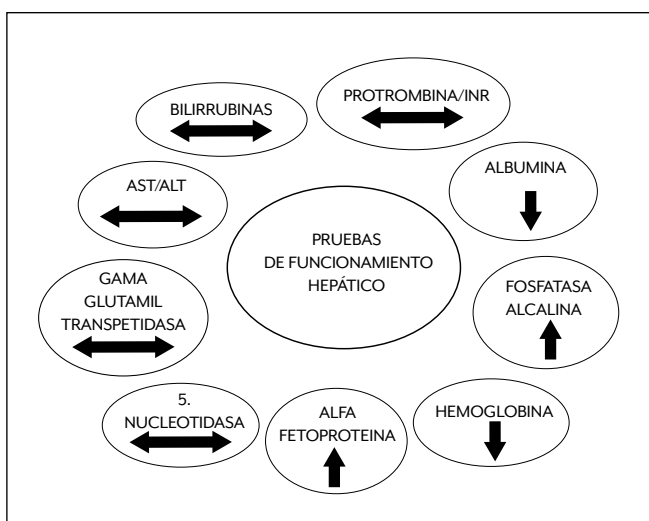 PRUEBAS
DE FUNCIONAMIENTO
HEPÁTICO
BILIRRUBINAS
PROTROMBINA/INR
ALBUMINA
FOSFATASA
ALCALINA
HEMOGLOBINA
ALFA
FETOPROTEINA
5.
NUCLEOTIDASA
GAMA
GLUTAMIL
TRANSPETIDASA
AST/ALT